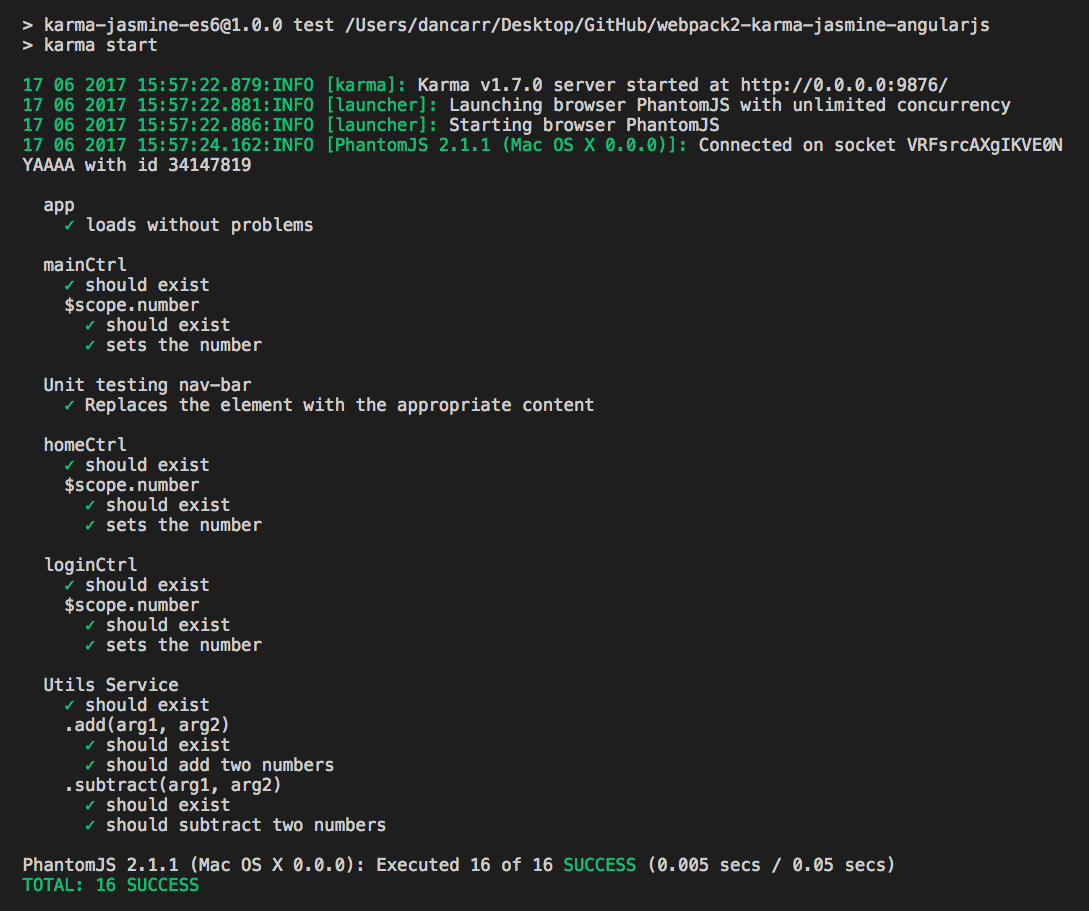 > karma-jasmine-es6@1.0.0 test /Users/dancarr/Desktop/GitHub/webpack2-karma-jasmine-angularjs
> karma start
17 06 2017 15:57:22.879:INFO [karma]: Karma v1.7.0 server started at http://0.0.0.0:9876/
17 06 2017 15:57:22.881:INFO [launcher]: Launching browser PhantomJS with unlimited concurrency
17 06 2017 15:57:22.886:INFO [launcher]: Starting browser PhantomJS
17 06 2017 15:57:24.162:INFO [PhantomJS 2.1.1 (Mac OS X 0.0.0)]: Connected on socket VRFsrcAXgIKVE0N
YAAAA with id 34147819
app
✓ loads without problems
mainCtrl
✓ should exist
$scope.number
✓ should exist
✓ sets the number
Unit testing nav-bar
✓ Replaces the element with the appropriate content
homeCtrl
✓ should exist
$scope.number
✓ should exist
✓ sets the number
loginCtrl
✓ should exist
$scope.number
✓ should exist
✓ sets the number
Utils Service
✓ should exist
.add(arg1, arg2)
✓ should exist
✓ should add two numbers
.subtract(arg1, arg2)
✓ should exist
✓ should subtract two numbers
PhantomJS 2.1.1 (Mac OS X 0.0.0): Executed 16 of 16 SUCCESS (0.005 secs / 0.05 secs)
TOTAL: 16 SUCCESS